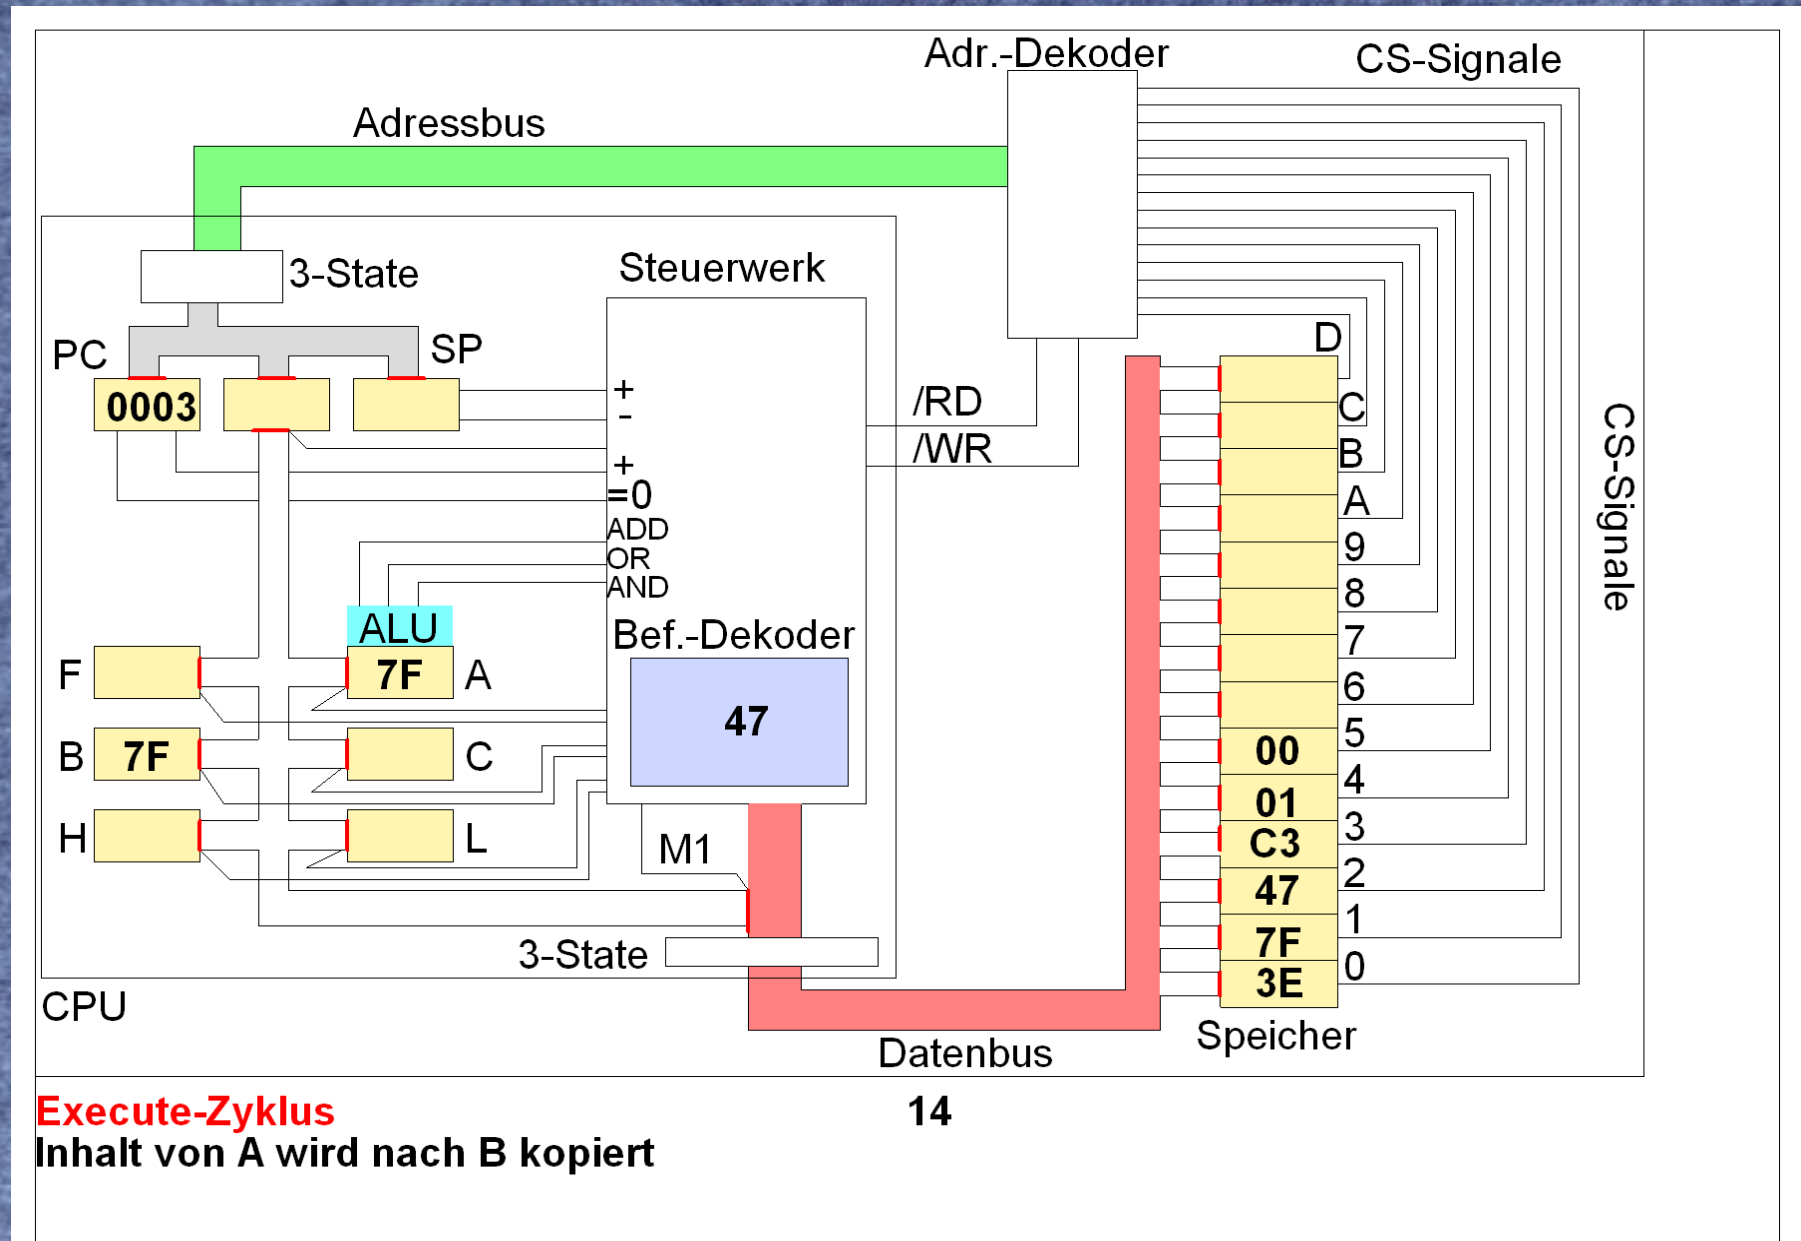 Adr.-Dekoder
CS-Signale
Adressbus
3-State
Steuerwerk
PC
SP
D
0003
+
-
/RD
C
/WR
B
+
=0
A
CS-Signale
ADD
9
OR
AND
8
ALU
Bef.-Dekoder
7
F
7F
A
6
47
5
B
7F
C
00
4
01
H
L
M1
3
C3
2
47
1
7F
3-State
0
3E
CPU
Speicher
Datenbus
Execute-Zyklus
14
Inhalt von A wird nach B kopiert